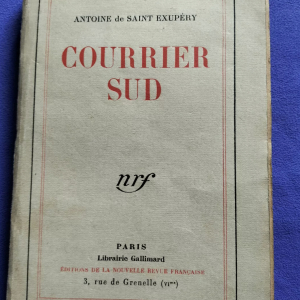 ANTOINE de SAINT EXUPÉRY
COURRIER
SUD
nrf
PARIS
Librairie Gallimard
ÉDITIONS DE LA NOUVELLE REVUE FRANÇAISE
3, rue de Grenelle (VIme)